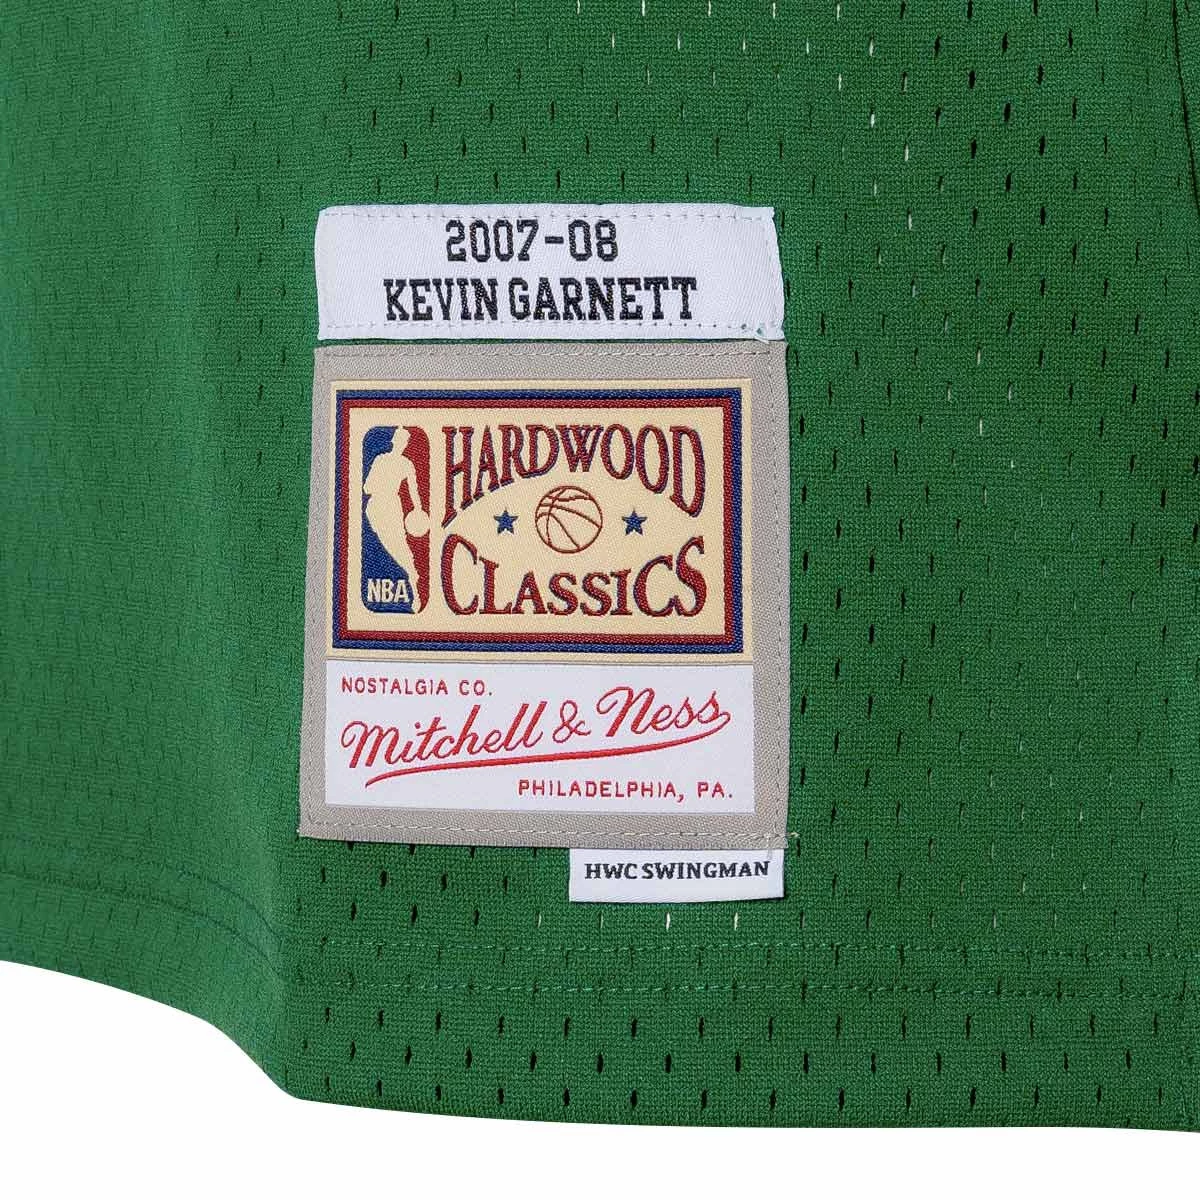 2007-08
KEVIN GARNETT
HARDWOOD
CLASSICS
NBA
NOSTALGIA CO.
Mitchell & Ness
PHILADELPHIA, PA.
HWC SWINGMAN